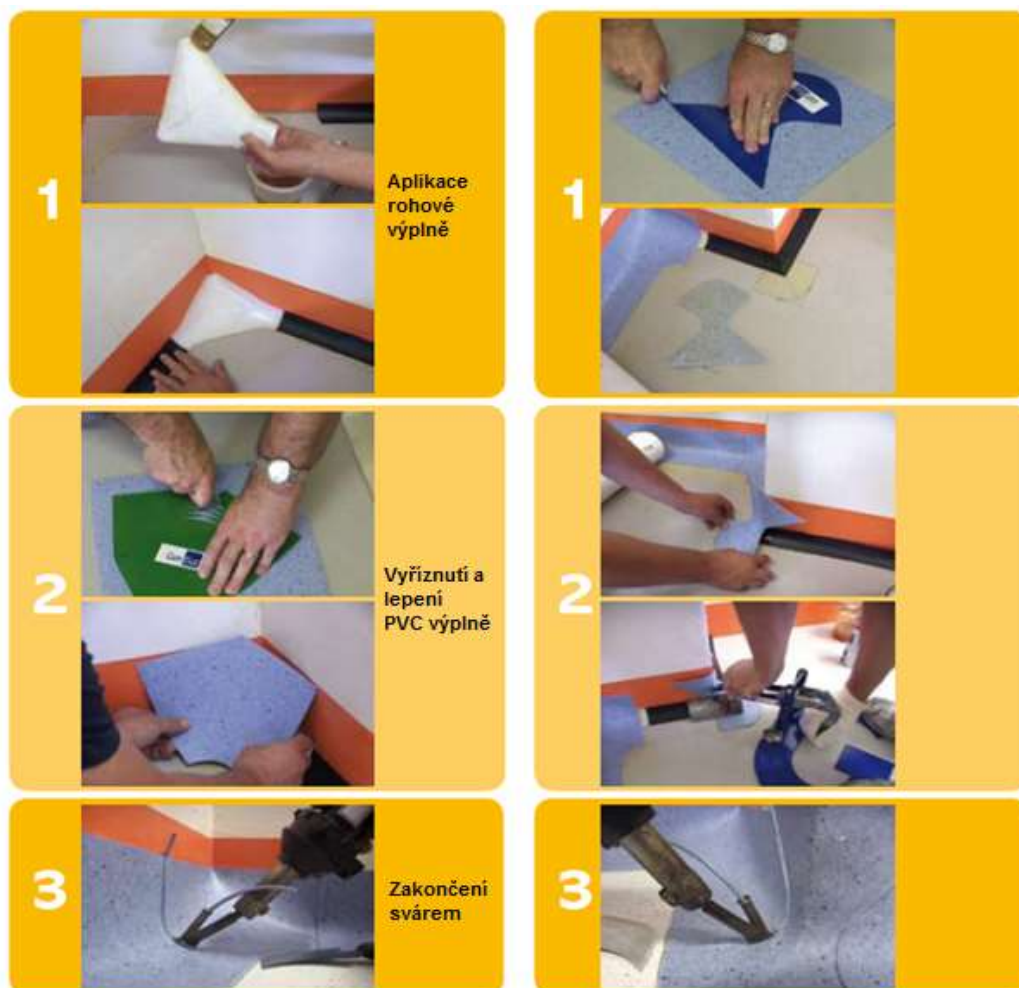 1
Aplikace
rohové
výplně
1
2
Vyříznutí a
lepení
PVC výplně
2
3
Zakončení
svárem
3